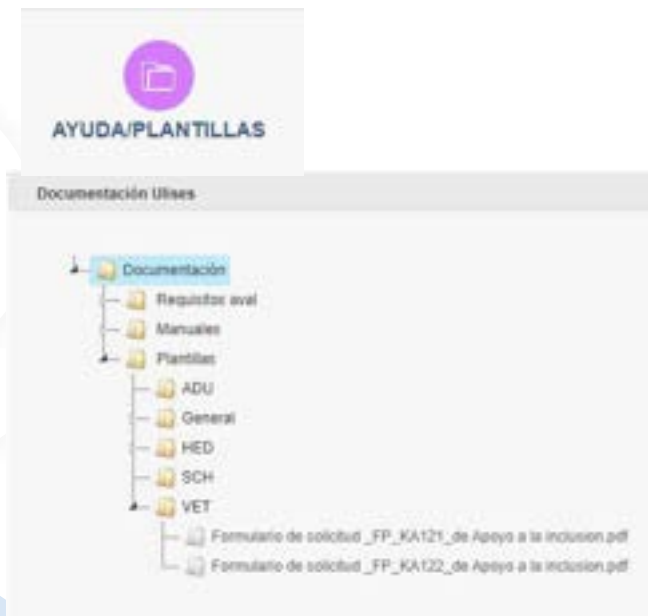 AYUDA/PLANTILLAS
Documentación Ulises
Documentación
Requisitos aval
Manuales
Plantillas
ADU
General
HED
SCH
VET
Formulario de solicitud _FP_KA121_de Apoyo a la inclusion.pdf
Formulario de solicitud _FP_KA122_de Apoyo a la inclusion.pdf